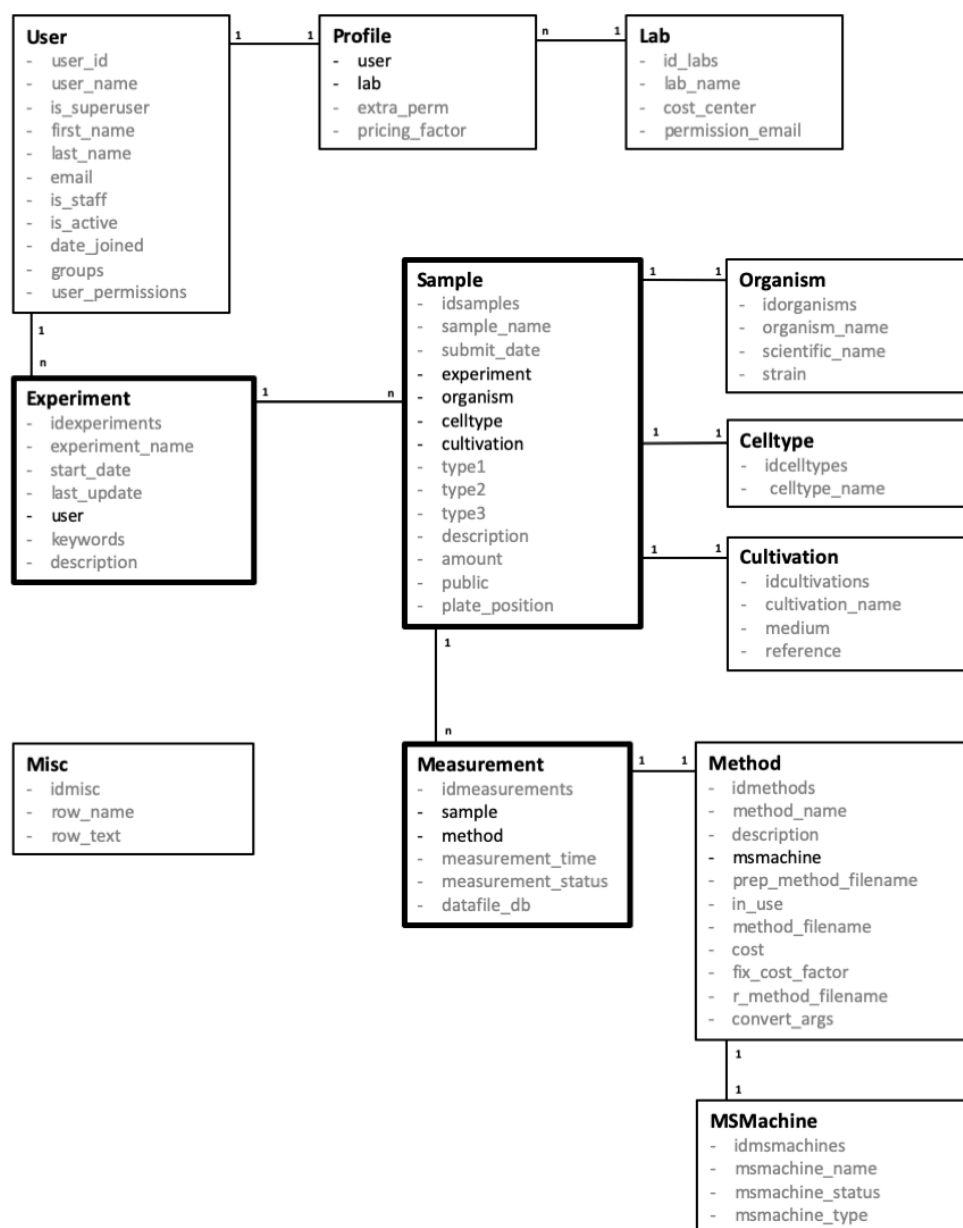 User
- user_id
- user_name
- is_superuser
- first_name
- last_name
- email
- is_staff
- is_active
- date_joined
- groups
- user_permissions
1
1
Profile
- user
- lab
- extra_perm
- pricing_factor
n
1
Lab
- id_labs
- lab_name
- cost_center
- permission_email
1
n
Experiment
- idexperiments
- experiment_name
- start_date
- last_update
- user
- keywords
- description
1
n
Sample
- idsamples
- sample_name
- submit_date
- experiment
- organism
- celltype
- cultivation
- type1
- type2
- type3
- description
- amount
- public
- plate_position
1
1
Organism
- idorganisms
- organism_name
- scientific_name
- strain
1
1
Celltype
- idcelltypes
- celltype_name
1
1
Cultivation
- idcultivations
- cultivation_name
- medium
- reference
1
n
Misc
- idmisc
- row_name
- row_text
Measurement
- idmeasurements
- sample
- method
- measurement_time
- measurement_status
- datafile_db
1
1
Method
- idmethods
- method_name
- description
- msmachine
- prep_method_filename
- in_use
- method_filename
- cost
- fix_cost_factor
- r_method_filename
- convert_args
1
1
MSMachine
- idmsmachines
- msmachine_name
- msmachine_status
- msmachine_type